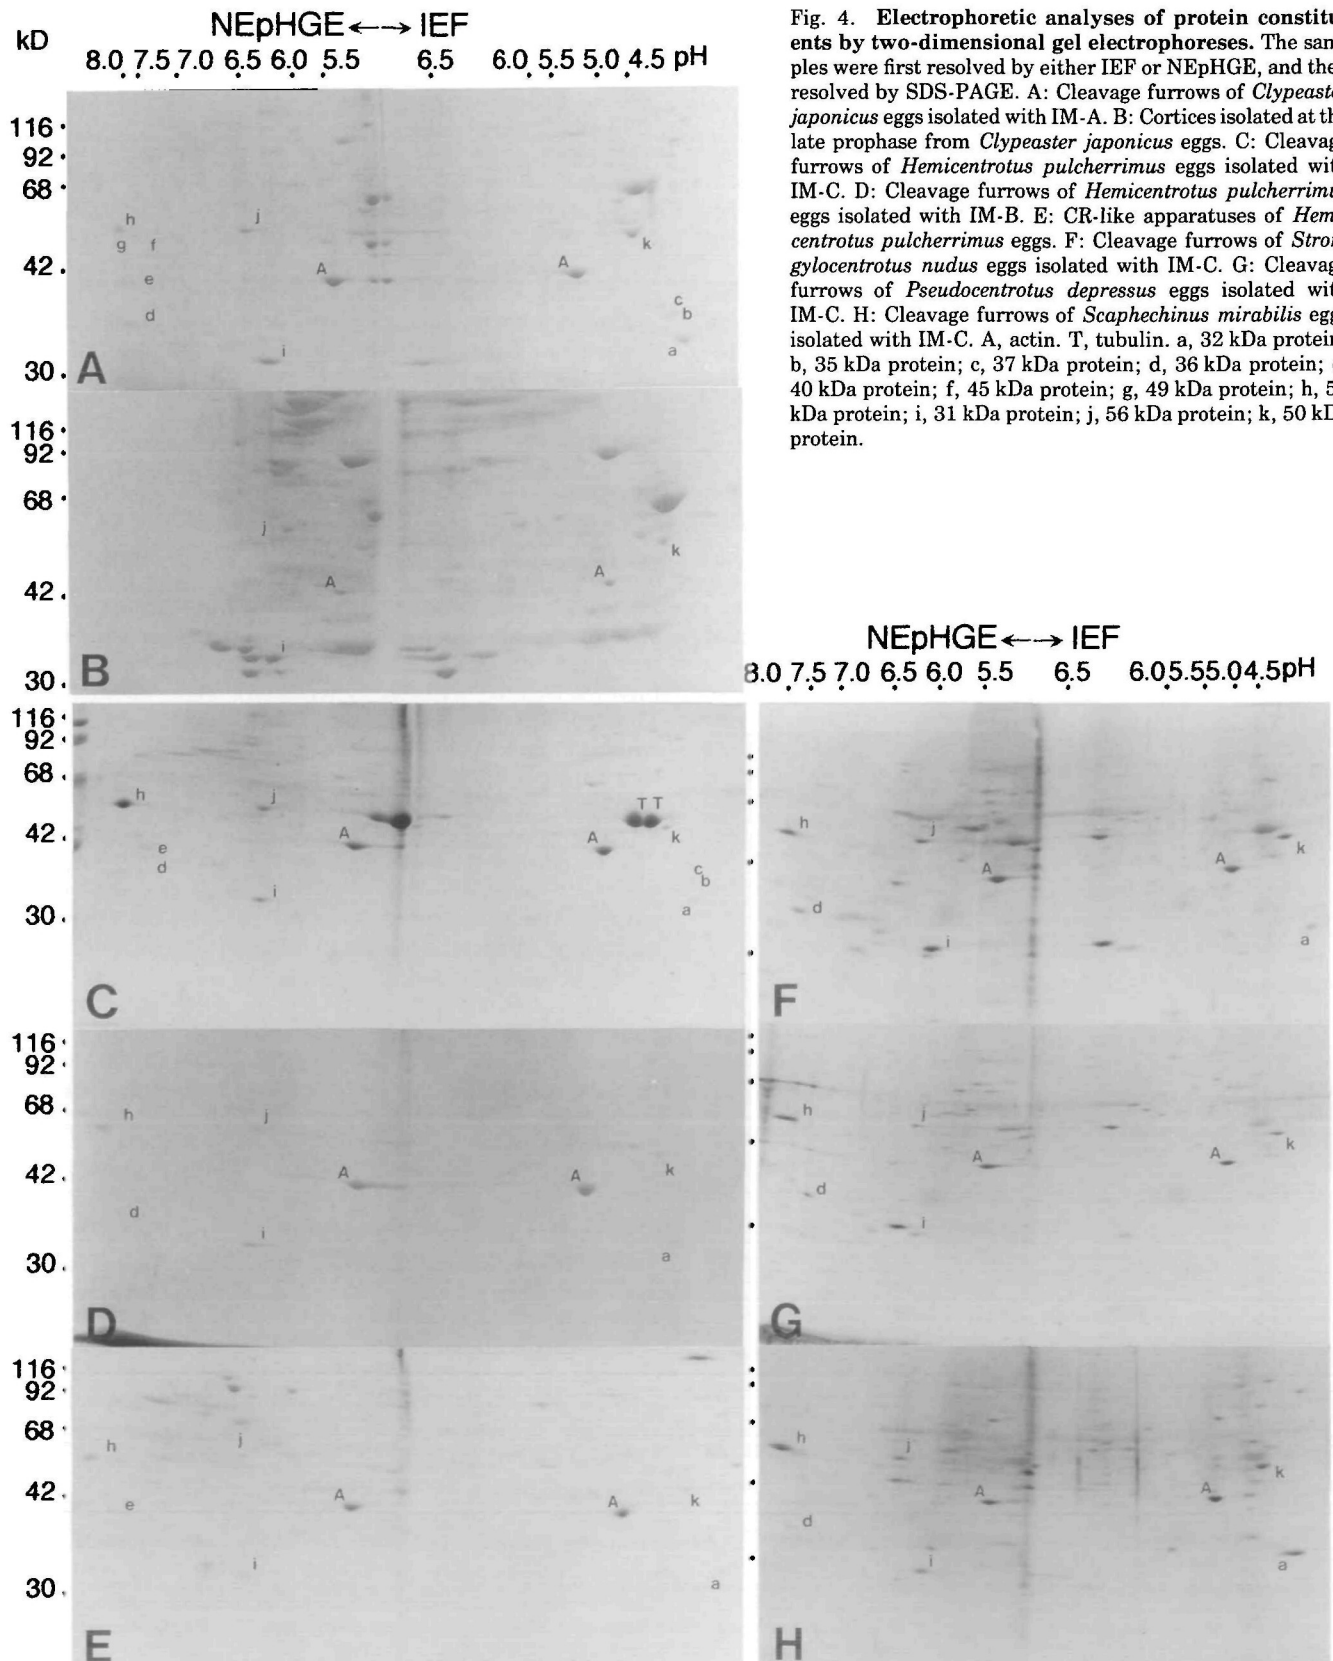 NEpHGE ←--→ IEF
kD
8.0 7.5 7.0 6.5 6.0 5.5 6.5 6.0 5.5 5.0 4.5 pH
116
92
68
h j
g f k
42 A A
e
c
d b
i a
30
A
116
92
68
j
k
A A
42
i
30
B
Fig. 4. Electrophoretic analyses of protein constitu
ents by two-dimensional gel electrophoreses. The sam
ples were first resolved by either IEF or NEpHGE, and the
resolved by SDS-PAGE. A: Cleavage furrows of Clypeast
japonicus eggs isolated with IM-A. B: Cortices isolated at th
late prophase from Clypeaster japonicus eggs. C: Cleavag
furrows of Hemicentrotus pulcherrimus eggs isolated wit
IM-C. D: Cleavage furrows of Hemicentrotus pulcherrim
eggs isolated with IM-B. E: CR-like apparatuses of Hem
centrotus pulcherrimus eggs. F: Cleavage furrows of Stron
gylocentrotus nudus eggs isolated with IM-C. G: Cleavag
furrows of Pseudocentrotus depressus eggs isolated wit
IM-C. H: Cleavage furrows of Scaphechinus mirabilis egg
isolated with IM-C. A, actin. T, tubulin. a, 32 kDa protein
b, 35 kDa protein; c, 37 kDa protein; d, 36 kDa protein;
40 kDa protein; f, 45 kDa protein; g, 49 kDa protein; h, 5
kDa protein; i, 31 kDa protein; j, 56 kDa protein; k, 50 kD
protein.
116
92
68
h j T T
42 A A k
e
d c
b
i a
30
C
116
92
68
h j
42 A A k
d
i a
30
D
116
92
68
h j
42
e A A k
i
30 a
E
NEpHGE ←--→ IEF
8.0 7.5 7.0 6.5 6.0 5.5 6.5 6.0 5.5 5.0 4.5 pH
h j
k
A A
d
i a
F
h j
k
A A
d
i
G
h j
k
A A
d
i a
H